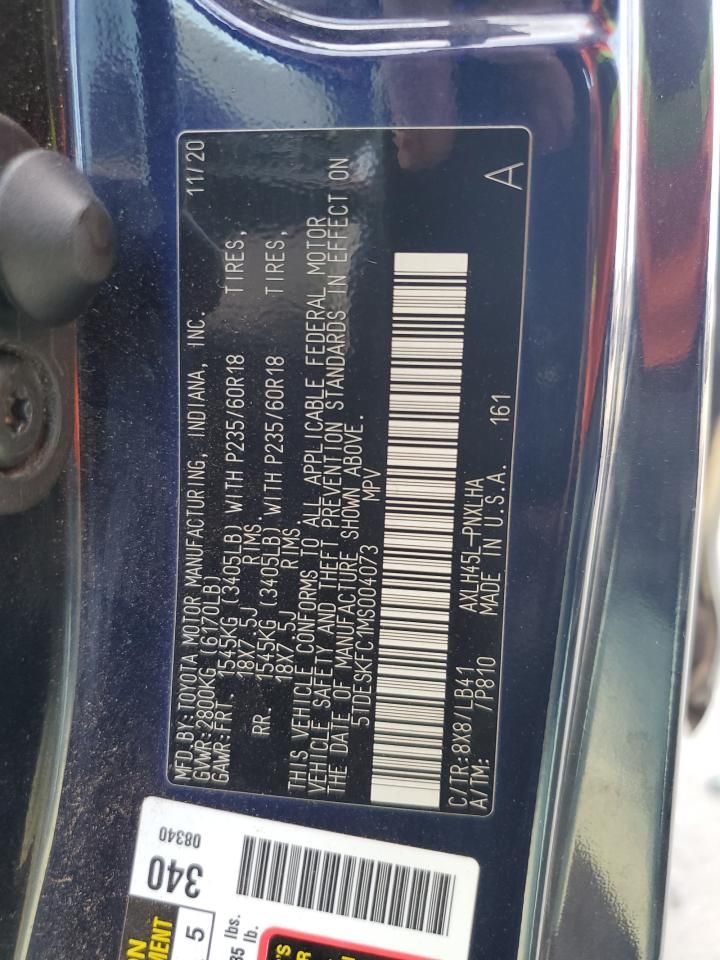 MFD.BY:TOYOTA MOTOR MANUFACTURING, INDIANA, INC. 11/20
GVWR:2800KG (6170LB)
GAWR:FRT. 1545KG (3405LB) WITH P235/60R18 TIRES,
18X7.5J RIMS
RR. 1545KG (3405LB) WITH P235/60R18 TIRES,
18X7.5J RIMS
THIS VEHICLE CONFORMS TO ALL APPLICABLE FEDERAL MOTOR
VEHICLE SAFETY AND THEFT PREVENTION STANDARDS IN EFFECT ON
THE DATE OF MANUFACTURE SHOWN ABOVE.
5TDESKFC1MS004073 MPV
C/TR:8X8/LB41 AXLH45L-PNXLHA A
A/TM: /P810 MADE IN U.S.A. 161
340
08340
5
lbs.
lb.